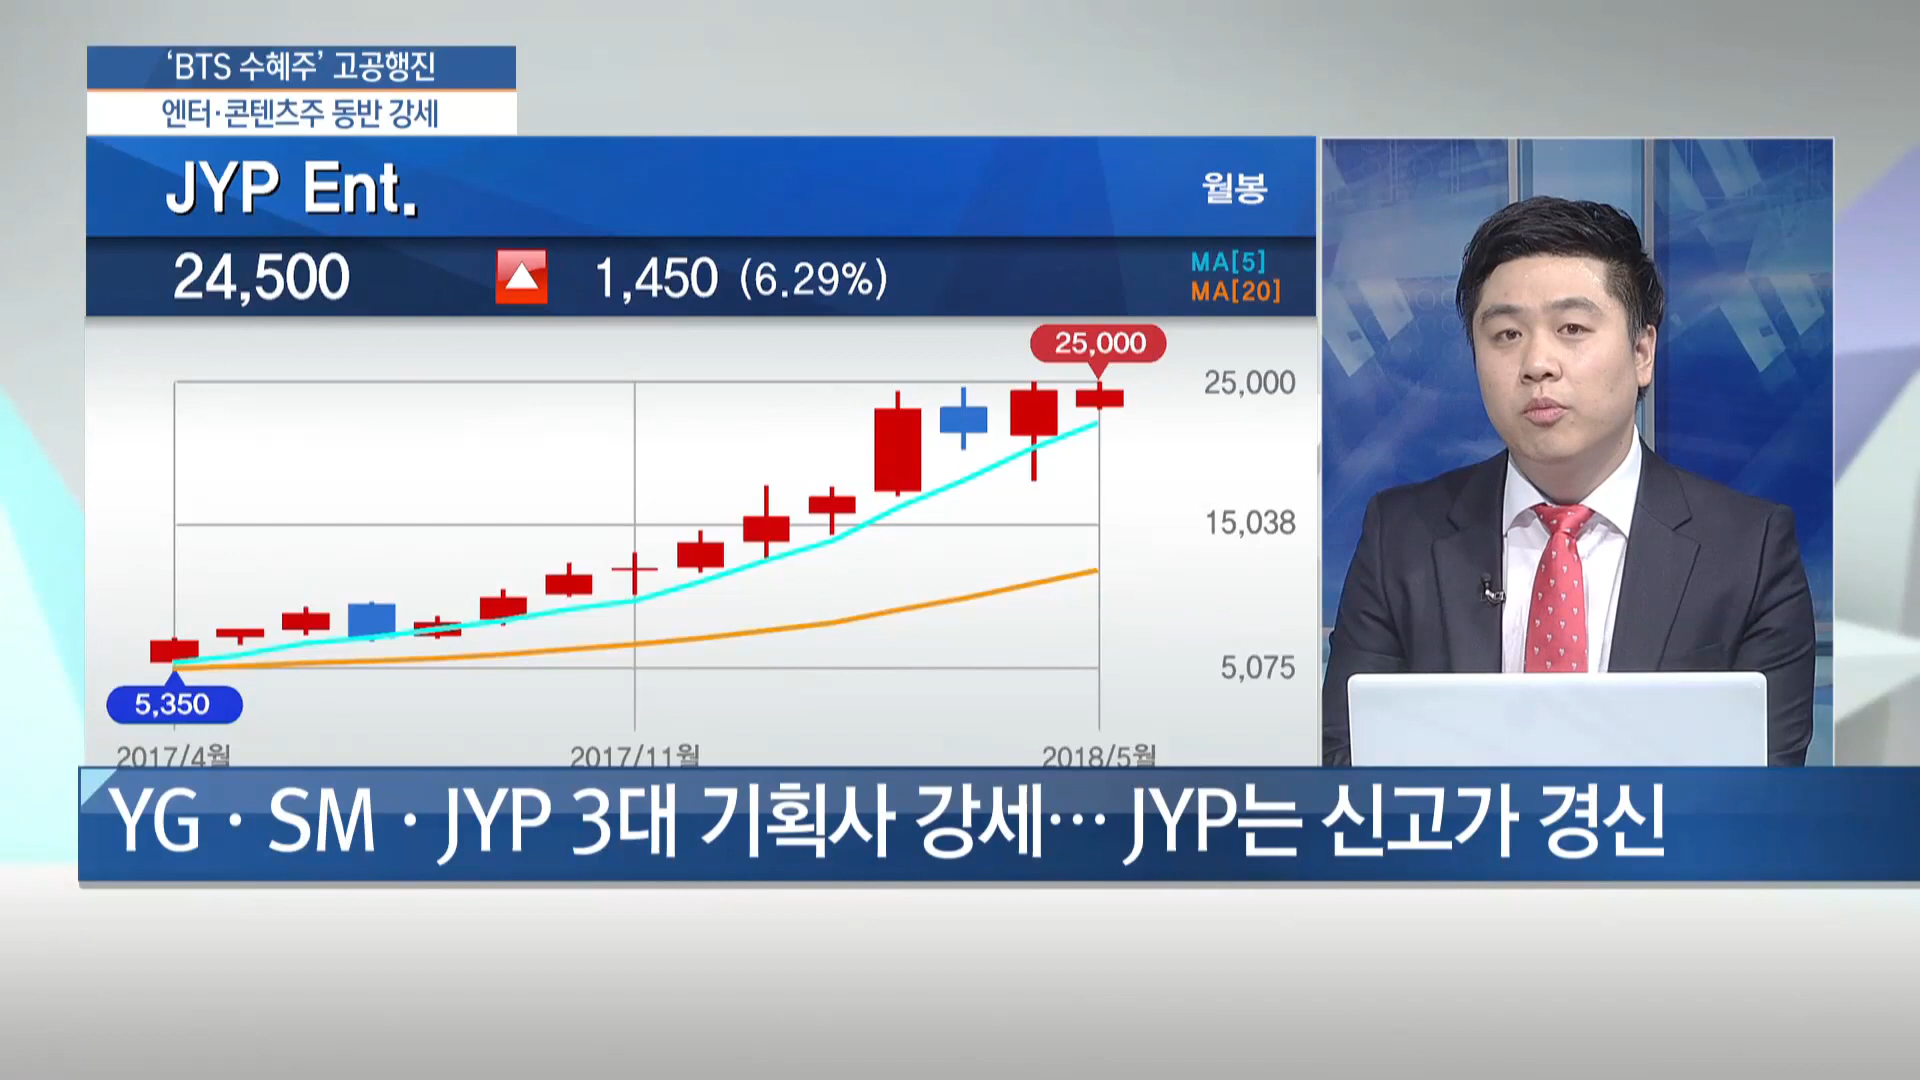 ‘BTS 수혜주’ 고공행진
엔터·콘텐츠주 동반 강세
JYP Ent.
월봉
24,500
1,450 (6.29%)
MA[5]
MA[20]
25,000
25,000
15,038
5,075
5,350
2017/4월
2017/11월
2018/5월
YG · SM · JYP 3대 기획사 강세… JYP는 신고가 경신